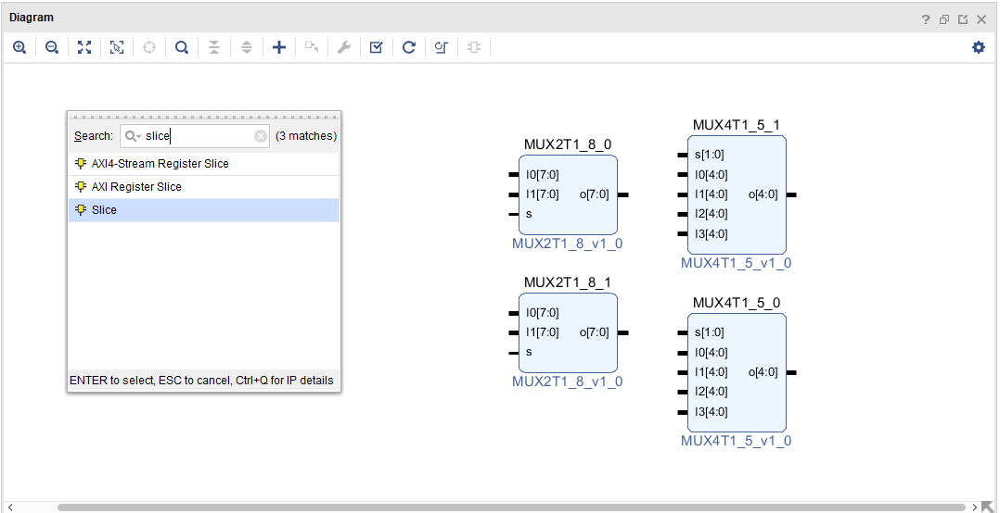 Diagram
Search: slice (3 matches)
AXI4-Stream Register Slice
AXI Register Slice
Slice
ENTER to select, ESC to cancel, Ctrl+Q for IP details
MUX2T1_8_0
I0[7:0]
I1[7:0] o[7:0]
s
MUX2T1_8_v1_0
MUX4T1_5_1
s[1:0]
I0[4:0]
I1[4:0] o[4:0]
I2[4:0]
I3[4:0]
MUX4T1_5_v1_0
MUX2T1_8_1
I0[7:0]
I1[7:0] o[7:0]
s
MUX2T1_8_v1_0
MUX4T1_5_0
s[1:0]
I0[4:0]
I1[4:0] o[4:0]
I2[4:0]
I3[4:0]
MUX4T1_5_v1_0